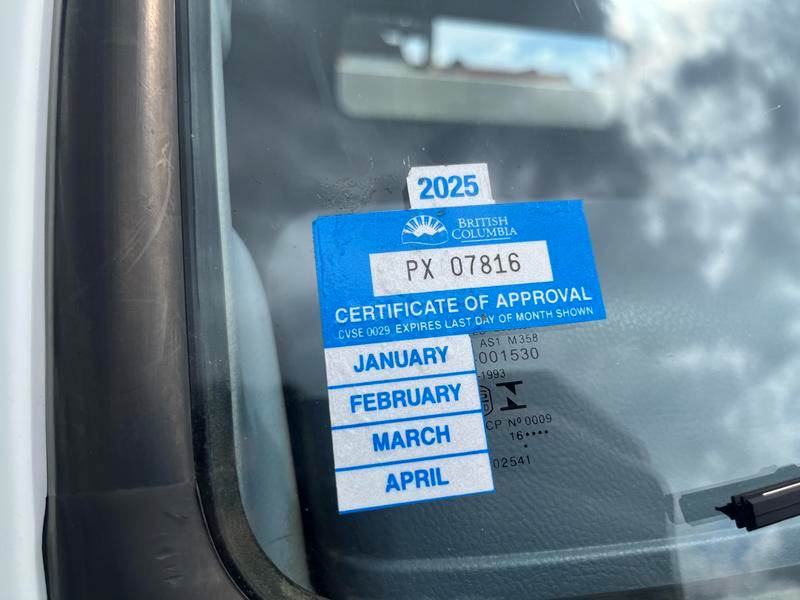 2025
BRITISH
COLUMBIA
PX 07816
CERTIFICATE OF APPROVAL
CVSE 0029 EXPIRES LAST DAY OF MONTH SHOWN
AS1 M358
001530
-1993
JANUARY
FEBRUARY
CP Nº 0009
MARCH
16••••
02541
APRIL